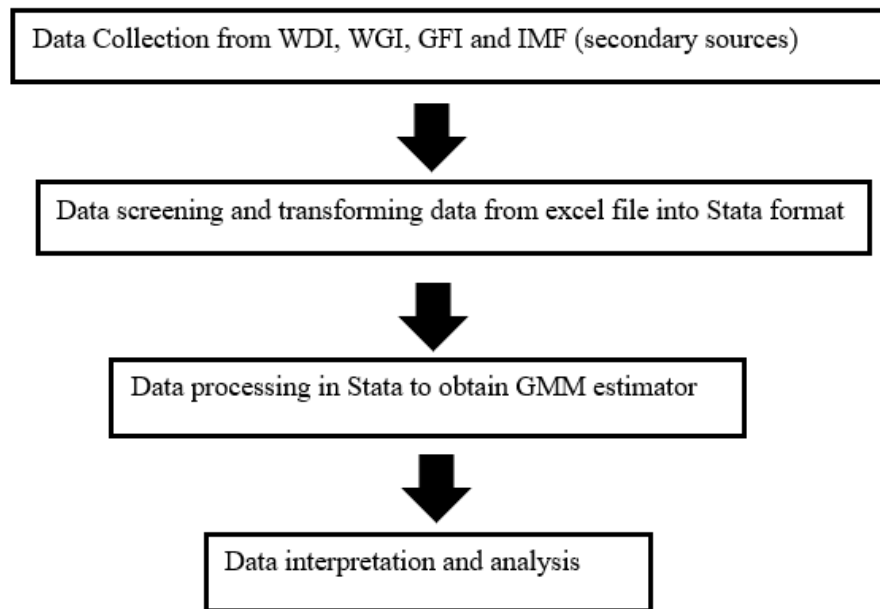 Data Collection from WDI, WGI, GFI and IMF (secondary sources)
Data screening and transforming data from excel file into Stata format
Data processing in Stata to obtain GMM estimator
Data interpretation and analysis